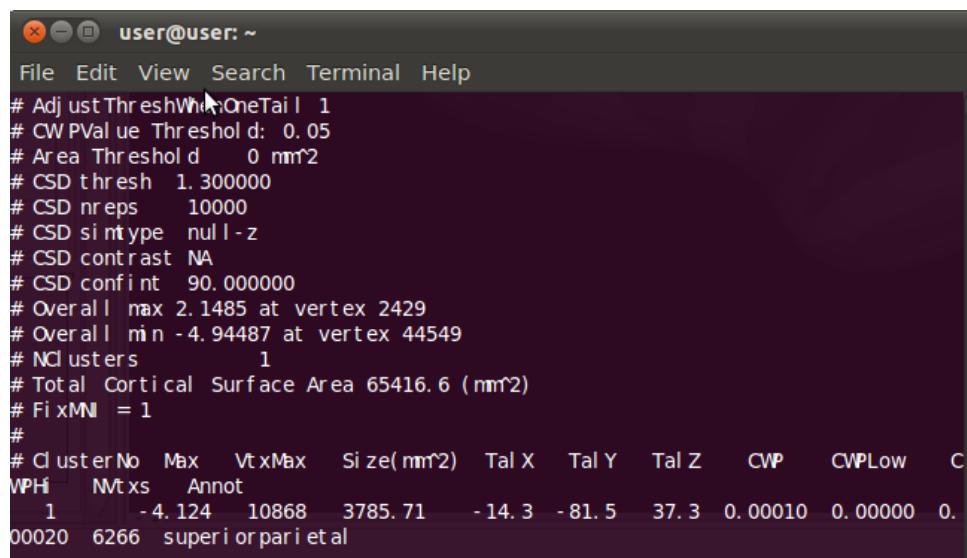 user@user: ~
File Edit View Search Terminal Help
# AdjustThreshWhenOneTail 1
# CWPValue Threshold: 0.05
# Area Threshold 0 mm^2
# CSD thresh 1.300000
# CSD nreps 10000
# CSD simtype null-z
# CSD contrast NA
# CSD confint 90.000000
# Overall max 2.1485 at vertex 2429
# Overall min -4.94487 at vertex 44549
# NClusters 1
# Total Cortical Surface Area 65416.6 (mm^2)
# FixMNI = 1
#
# ClusterNo Max VtxMax Size(mm^2) TalX TalY TalZ CWP CWPLow C
WPHi NVtxs Annot
1 -4.124 10868 3785.71 -14.3 -81.5 37.3 0.00010 0.00000 0.
00020 6266 superiorparietal